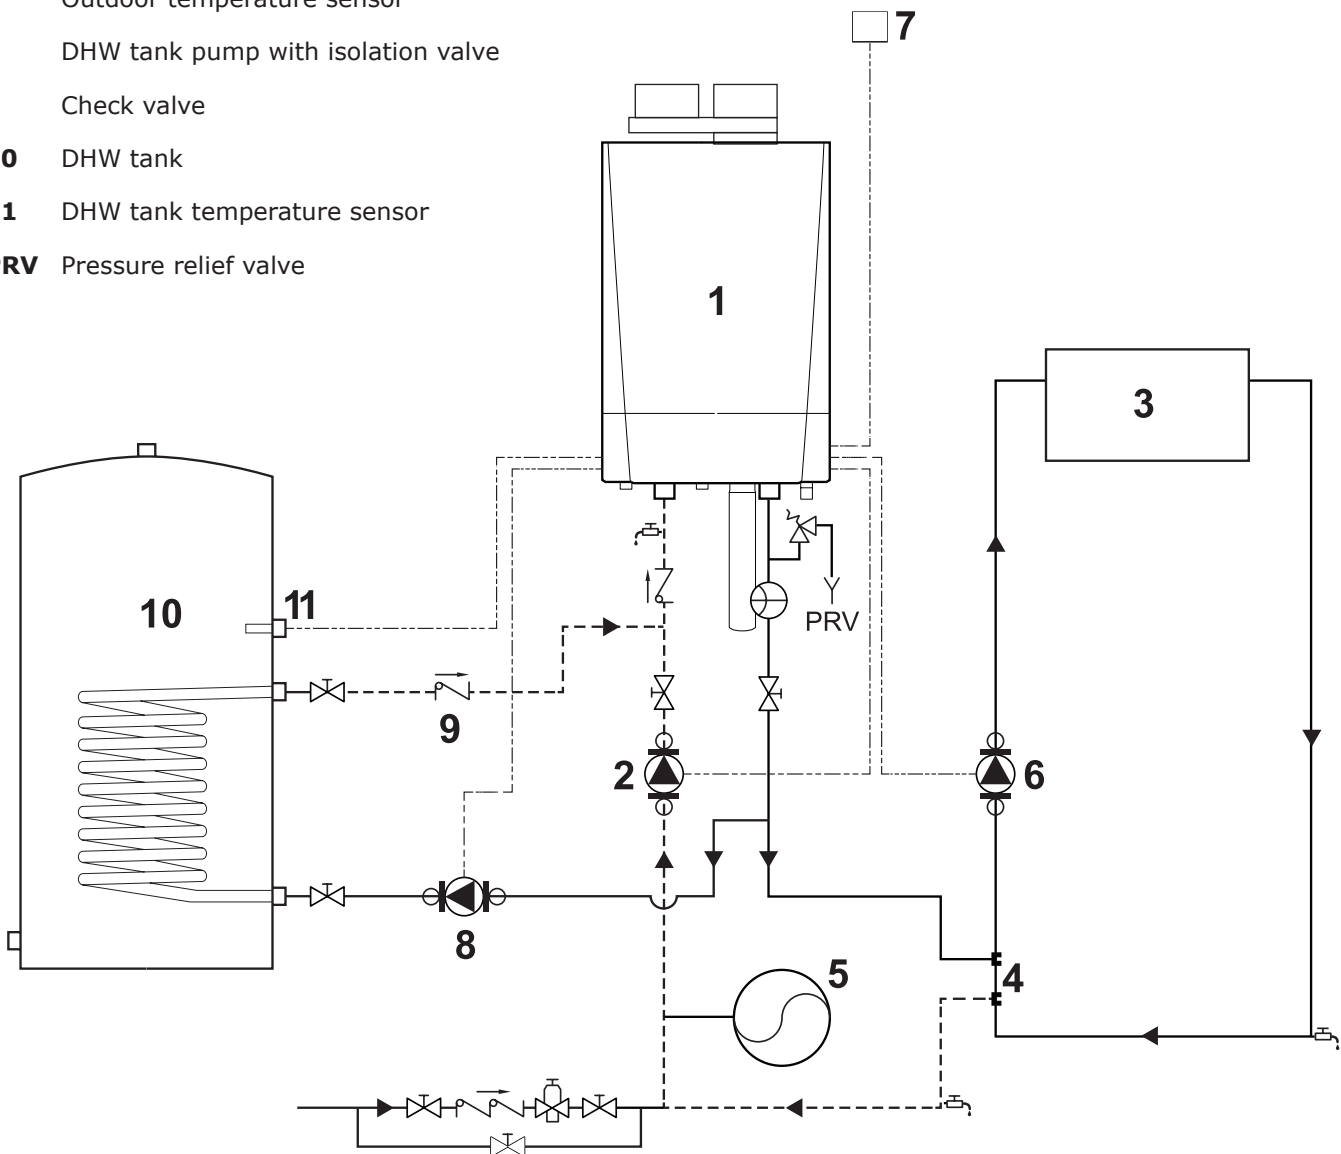 Outdoor temperature sensor
DHW tank pump with isolation valve
Check valve
0 DHW tank
1 DHW tank temperature sensor
RV Pressure relief valve
7
1
3
10
11
PRV
9
2
6
8
4
5